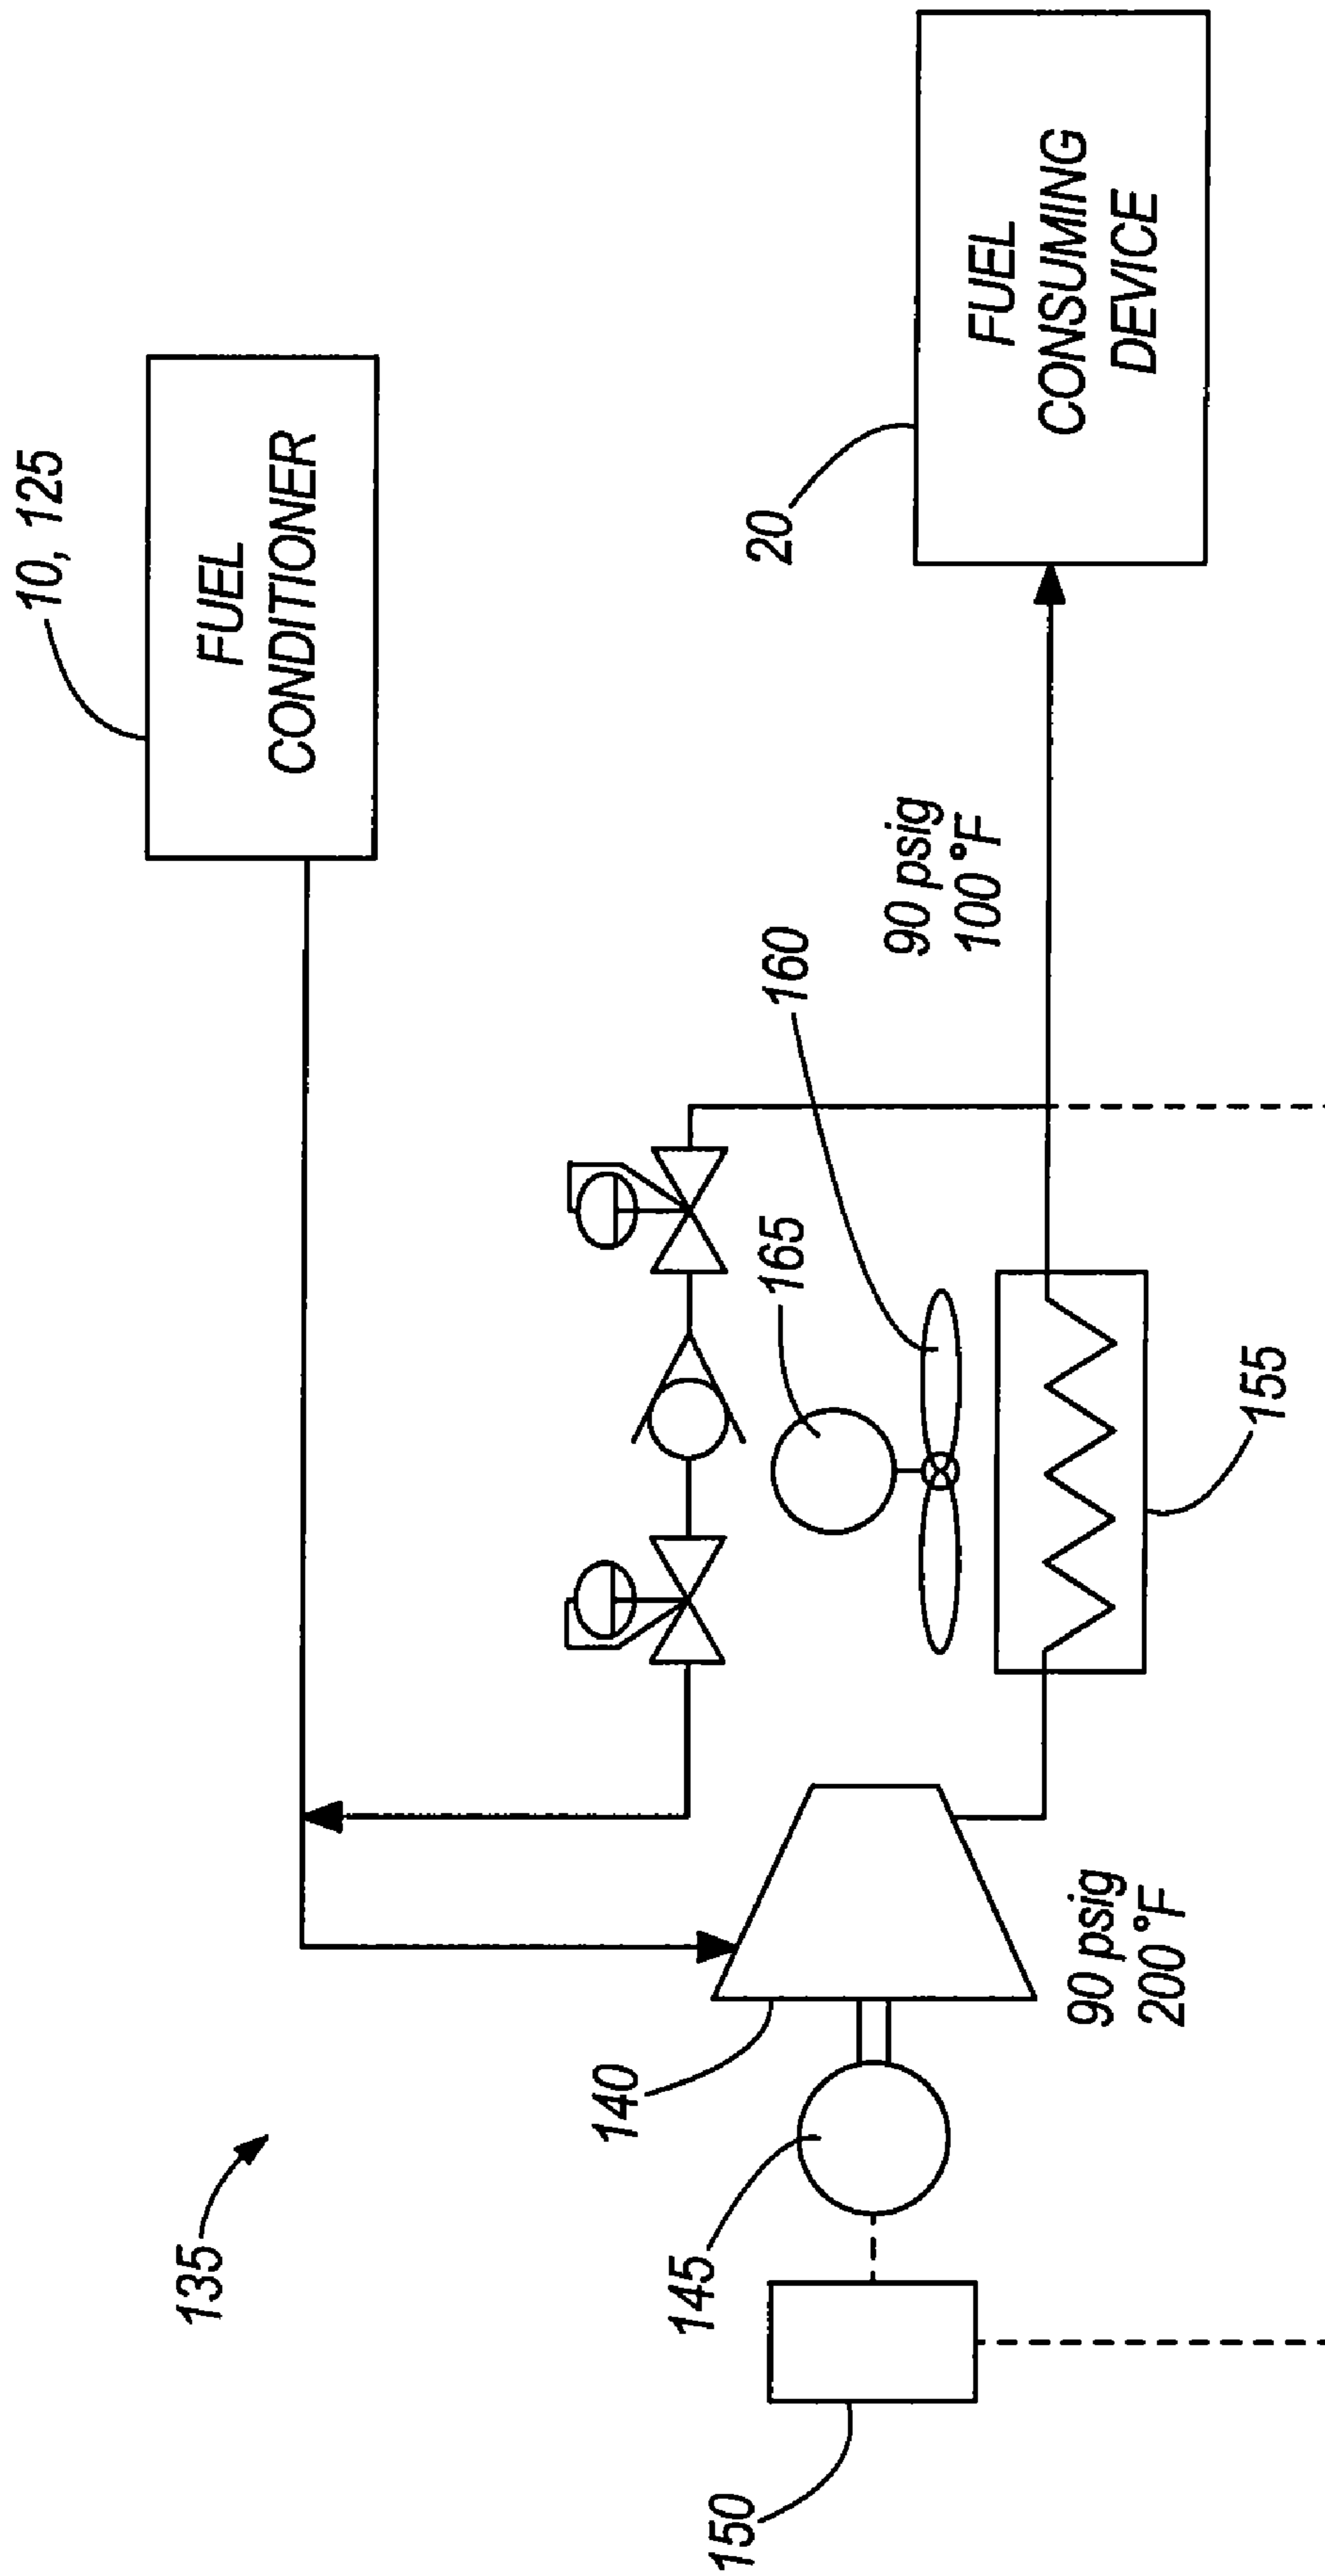 10, 125
FUEL
CONDITIONER
135
20
FUEL
CONSUMING
DEVICE
90 psig
100 °F
160
165
155
140
145
150
90 psig
200 °F